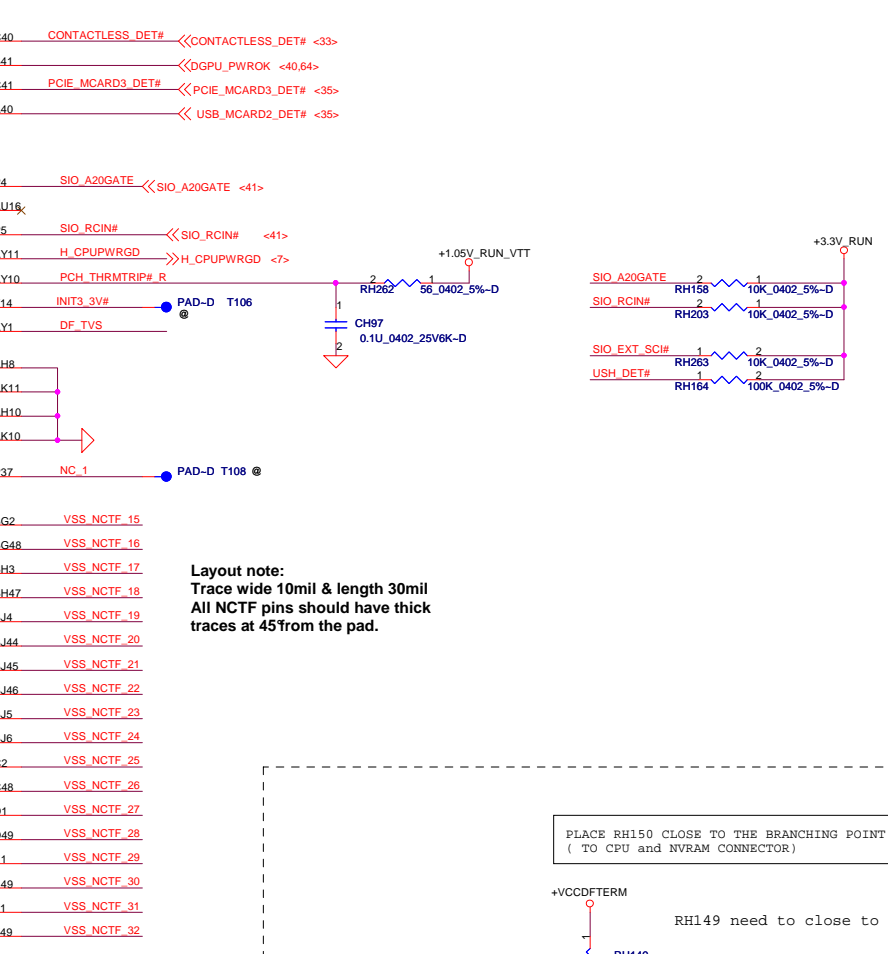 C40 CONTACTLESS_DET# CONTACTLESS_DET# <33>
41 DGPU_PWROK <40,64>
C41 PCIE_MCARD3_DET# PCIE_MCARD3_DET# <35>
40 USB_MCARD2_DET# <35>
4 SIO_A20GATE SIO_A20GATE <41>
U16
5 SIO_RCIN# SIO_RCIN# <41>
Y11 H_CPUPWRGD H_CPUPWRGD <7>
Y10 PCH_THRMTRIP#_R
2 1
RH262 56_0402_5%~D
+1.05V_RUN_VTT
14 INIT3_3V# PAD~D T106
@
Y1 DF_TVS
1
CH97
0.1U_0402_25V6K~D
2
+3.3V_RUN
SIO_A20GATE 2 1
RH158 10K_0402_5%~D
SIO_RCIN# 2 1
RH203 10K_0402_5%~D
SIO_EXT_SCI# 1 2
RH263 10K_0402_5%~D
USH_DET# 1 2
RH164 100K_0402_5%~D
H8
K11
H10
K10
37 NC_1 PAD~D T108 @
G2 VSS_NCTF_15
G48 VSS_NCTF_16
H3 VSS_NCTF_17
H47 VSS_NCTF_18
J4 VSS_NCTF_19
J44 VSS_NCTF_20
J45 VSS_NCTF_21
J46 VSS_NCTF_22
J5 VSS_NCTF_23
J6 VSS_NCTF_24
2 VSS_NCTF_25
48 VSS_NCTF_26
1 VSS_NCTF_27
49 VSS_NCTF_28
1 VSS_NCTF_29
49 VSS_NCTF_30
1 VSS_NCTF_31
49 VSS_NCTF_32
Layout note:
Trace wide 10mil & length 30mil
All NCTF pins should have thick
traces at 45°from the pad.
PLACE RH150 CLOSE TO THE BRANCHING POINT
( TO CPU and NVRAM CONNECTOR)
+VCCDFTERM
RH149 need to close to
1